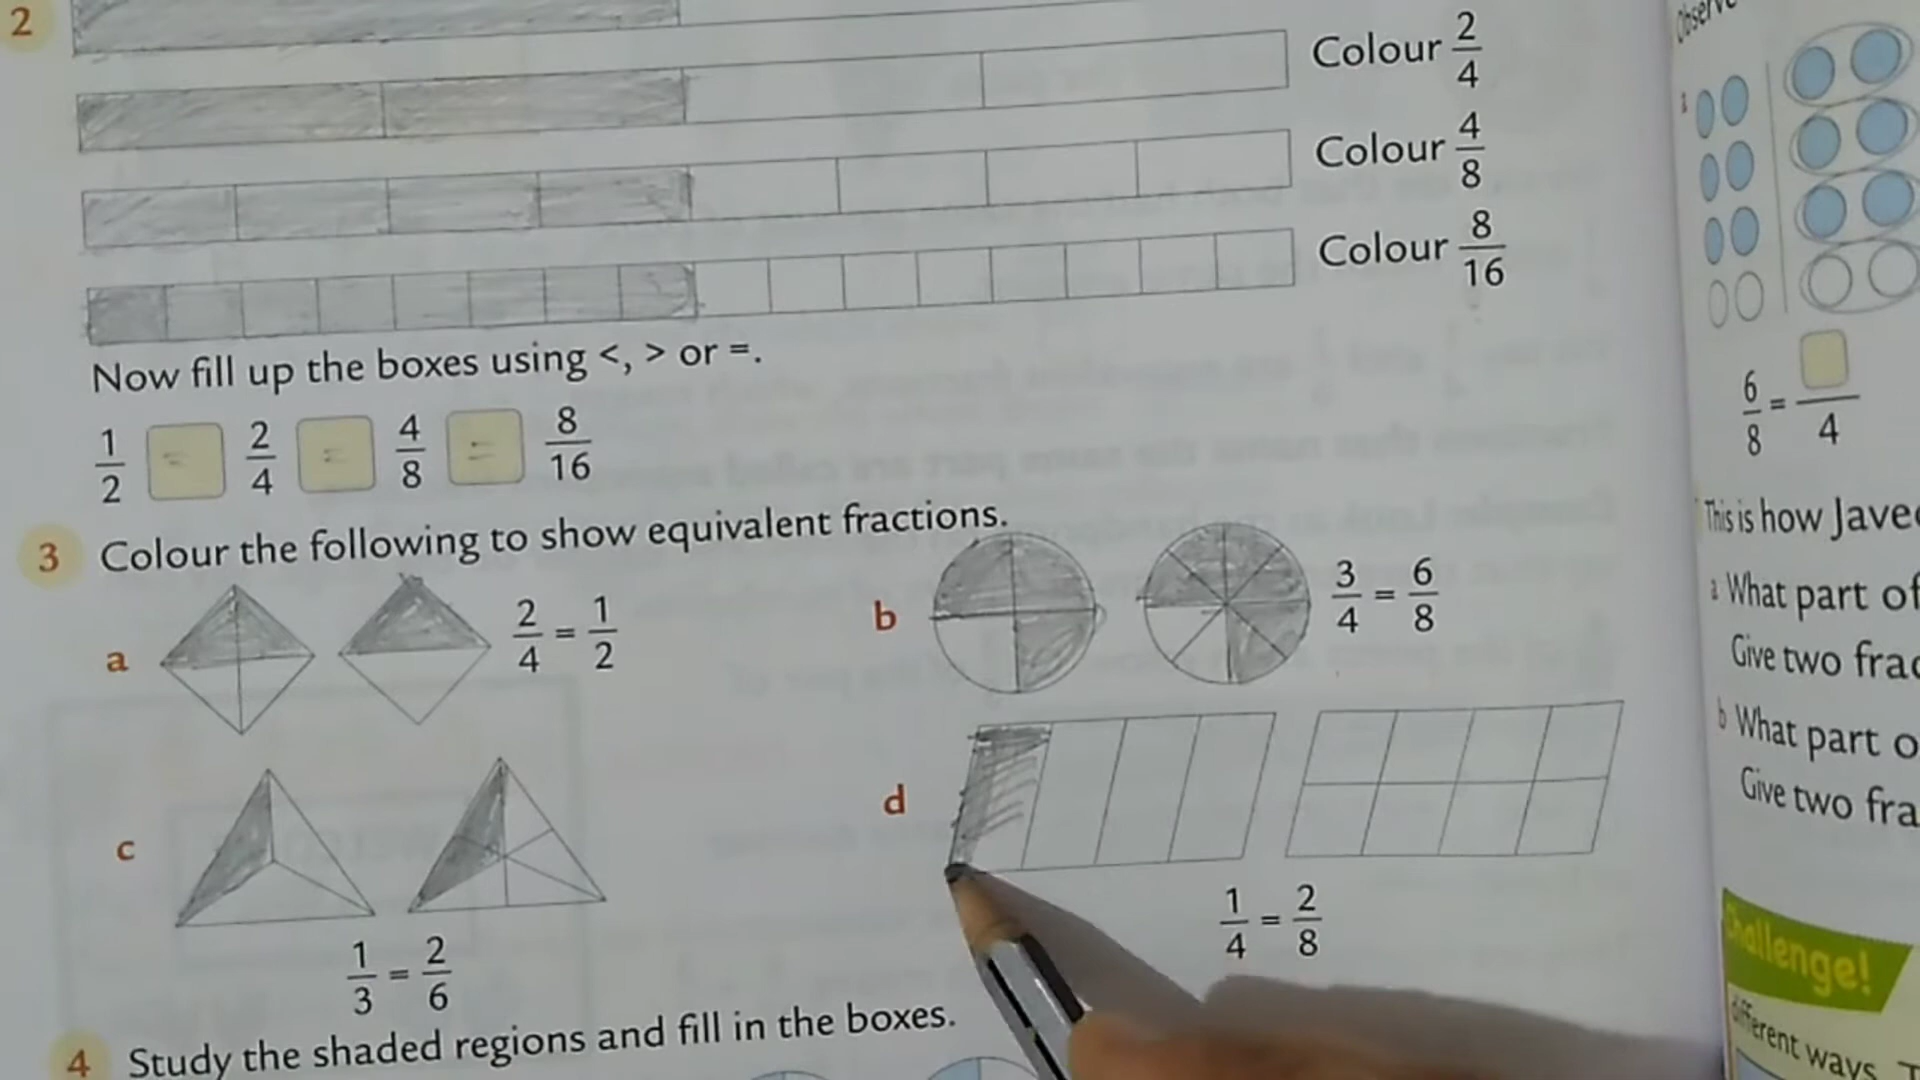 2
Colour 2/4
Colour 4/8
Colour 8/16
Now fill up the boxes using <, > or =.
1/2 = 2/4 = 4/8 = 8/16
3 Colour the following to show equivalent fractions.
a 2/4 = 1/2
b 3/4 = 6/8
c 1/3 = 2/6
d 1/4 = 2/8
4 Study the shaded regions and fill in the boxes.
Observe
6/8 = /4
This is how Jave
a What part of
Give two frac
b What part o
Give two fra
Challenge!
different ways.